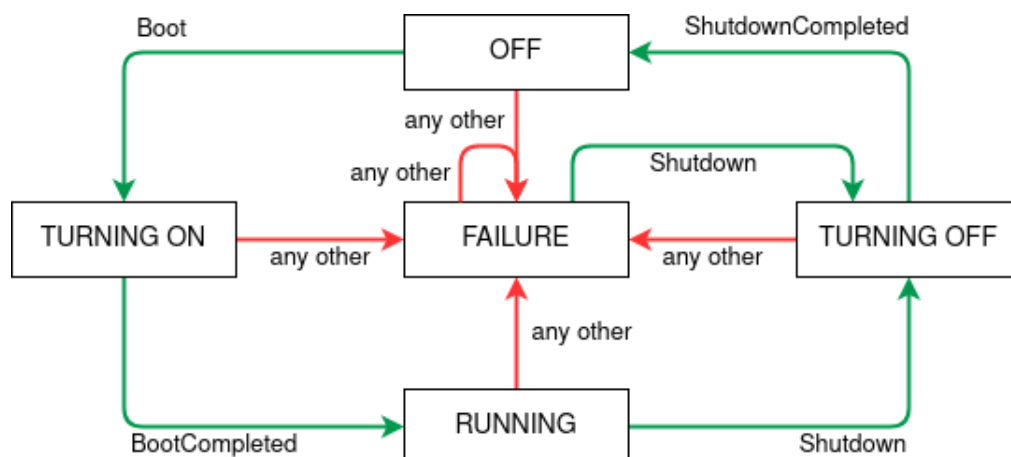 Boot
OFF
ShutdownCompleted
any other
any other
Shutdown
TURNING ON
FAILURE
TURNING OFF
any other
any other
any other
RUNNING
BootCompleted
Shutdown